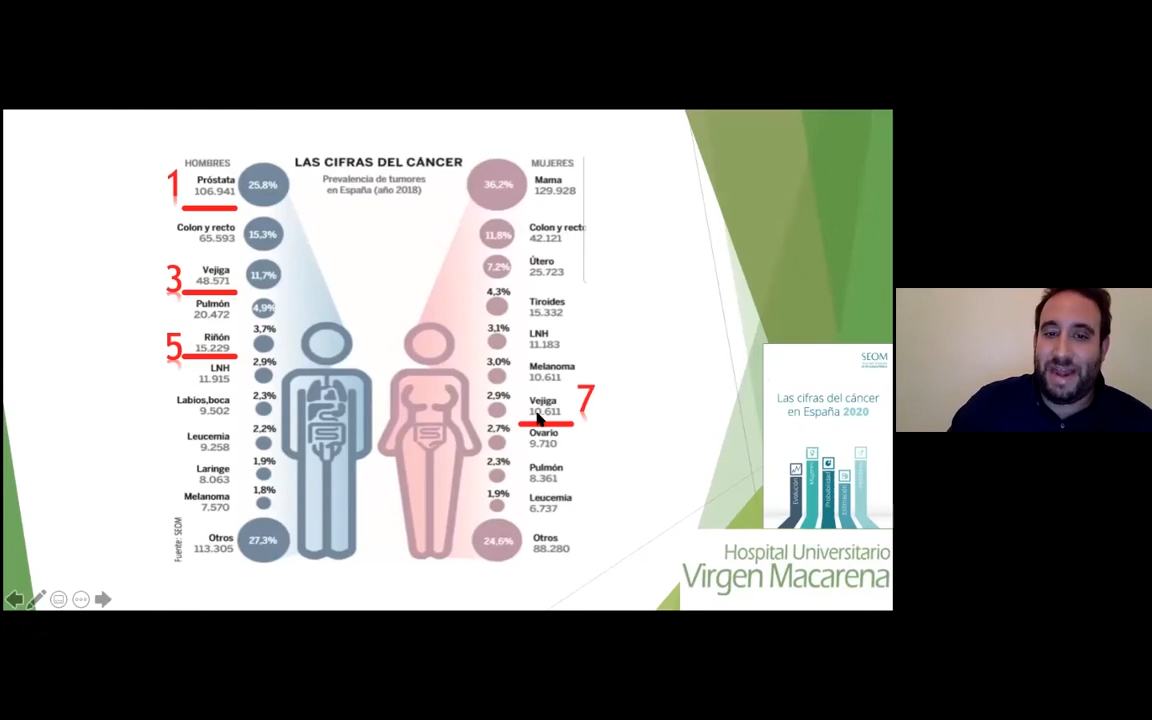 LAS CIFRAS DEL CÁNCER
Prevalencia de tumores
en España (año 2018)
HOMBRES
1
Próstata
106.941
25,8%
Colon y recto
65.593
15,3%
3
Vejiga
48.571
11,7%
Pulmón
20.472
4,9%
5
Riñón
15.229
3,7%
LNH
11.915
2,9%
Labios,boca
9.502
2,3%
Leucemia
9.258
2,2%
Laringe
8.063
1,9%
Melanoma
7.570
1,8%
Otros
113.305
27,3%
Fuente: SEOM
MUJERES
36,2%
Mama
129.928
11,8%
Colon y recto
42.121
7,2%
Útero
25.723
4,3%
Tiroides
15.332
3,1%
LNH
11.183
3,0%
Melanoma
10.611
2,9%
Vejiga
10.611
7
2,7%
Ovario
9.710
2,3%
Pulmón
8.361
1,9%
Leucemia
6.737
24,6%
Otros
88.280
SEOM
Las cifras del cáncer
en España 2020
Evolución
Mujeres
Probabilidad
Estimación
Hospital Universitario
Virgen Macarena